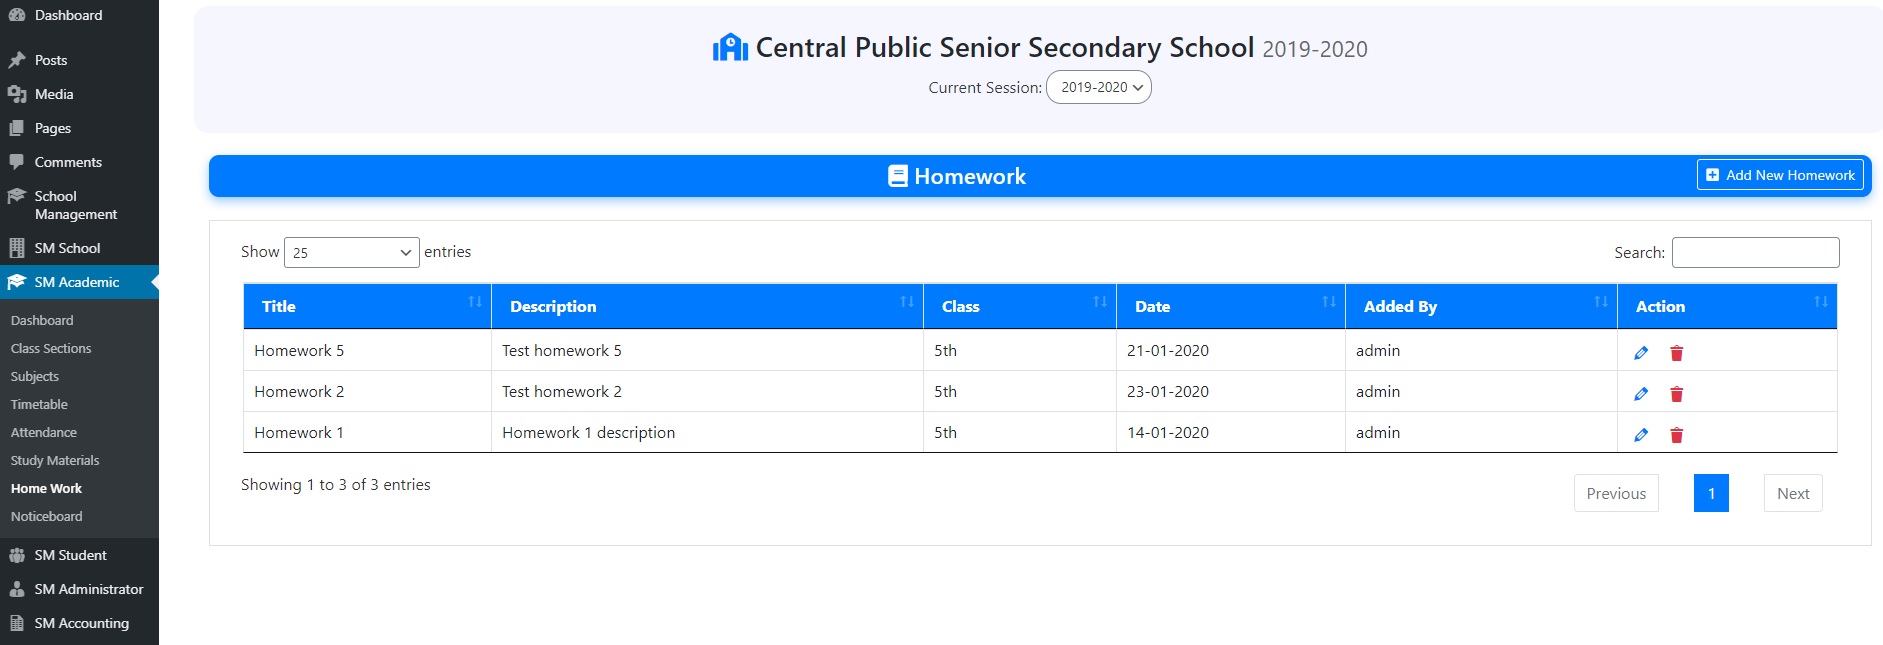 Dashboard
Posts
Media
Pages
Comments
School
Management
SM School
SM Academic
Dashboard
Class Sections
Subjects
Timetable
Attendance
Study Materials
Home Work
Noticeboard
SM Student
SM Administrator
SM Accounting
Central Public Senior Secondary School 2019-2020
Current Session: 2019-2020
Homework
Add New Homework
Show 25 entries
Search:
Title Description Class Date Added By Action
Homework 5 Test homework 5 5th 21-01-2020 admin
Homework 2 Test homework 2 5th 23-01-2020 admin
Homework 1 Homework 1 description 5th 14-01-2020 admin
Showing 1 to 3 of 3 entries
Previous 1 Next